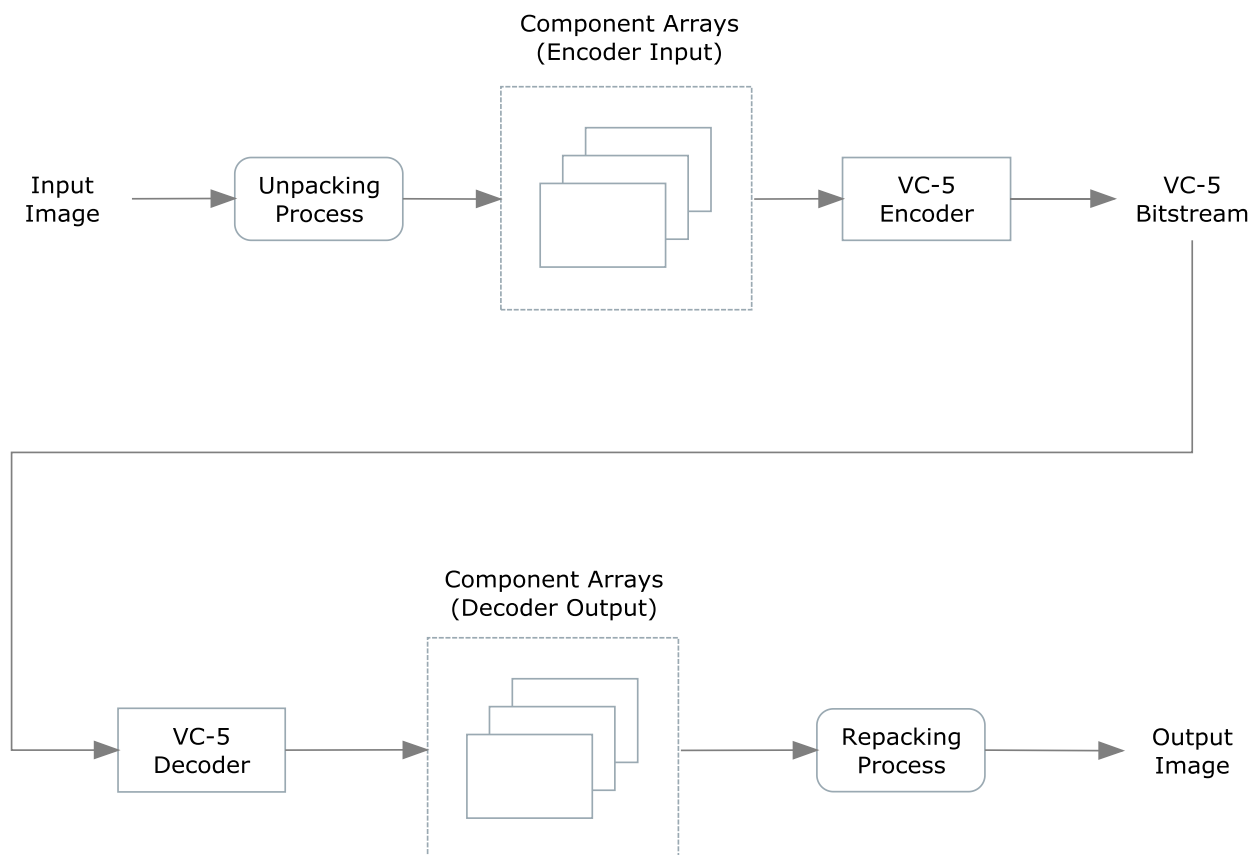 Component Arrays
(Encoder Input)
Input
Image
Unpacking
Process
VC-5
Encoder
VC-5
Bitstream
Component Arrays
(Decoder Output)
VC-5
Decoder
Repacking
Process
Output
Image